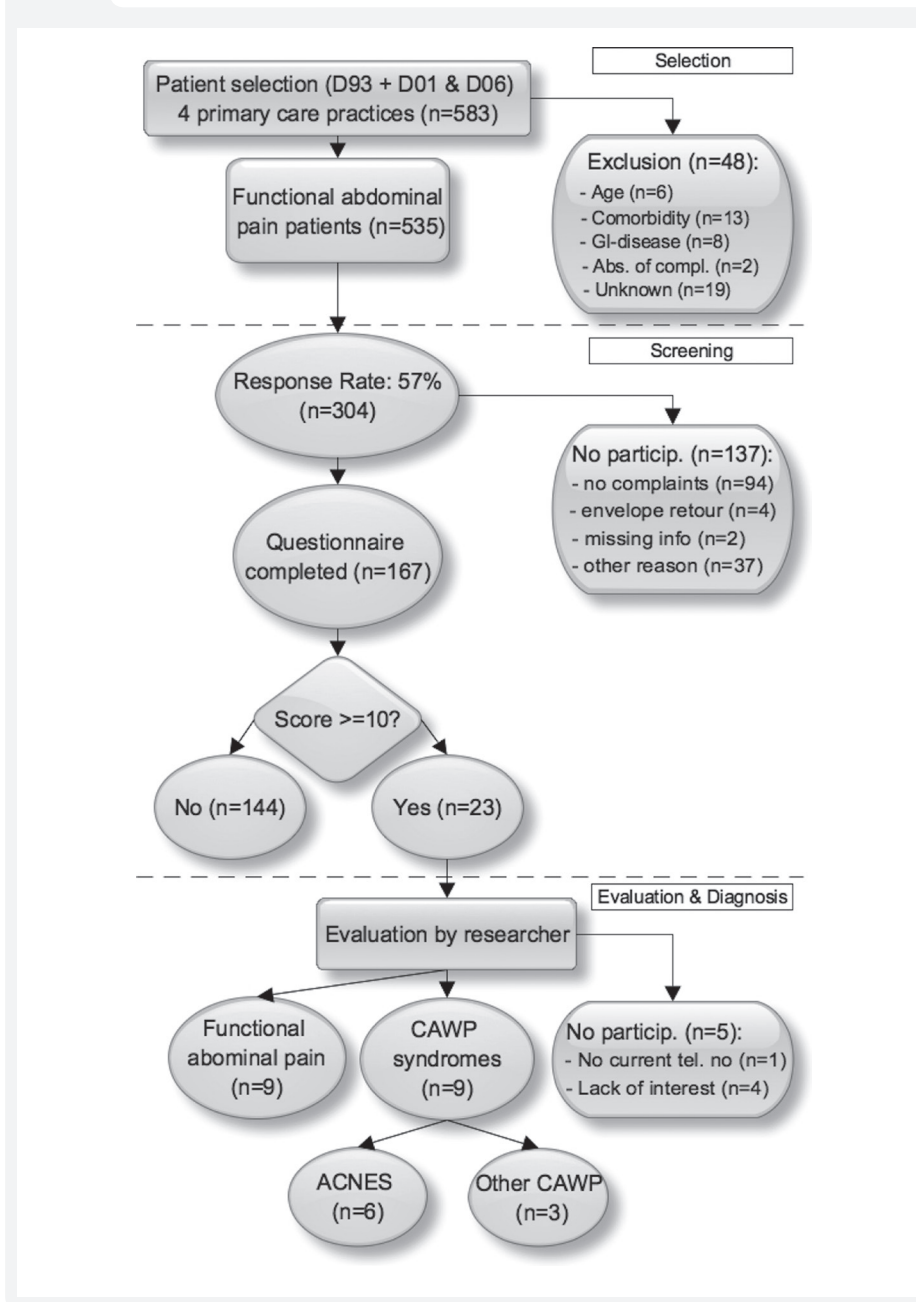 Selection
Patient selection (D93 + D01 & D06)
4 primary care practices (n=583)
Exclusion (n=48):
- Age (n=6)
- Comorbidity (n=13)
- GI-disease (n=8)
- Abs. of compl. (n=2)
- Unknown (n=19)
Functional abdominal
pain patients (n=535)
Screening
Response Rate: 57%
(n=304)
No particip. (n=137):
- no complaints (n=94)
- envelope retour (n=4)
- missing info (n=2)
- other reason (n=37)
Questionnaire
completed (n=167)
Score >=10?
No (n=144)
Yes (n=23)
Evaluation & Diagnosis
Evaluation by researcher
Functional
abominal pain
(n=9)
CAWP
syndromes
(n=9)
No particip. (n=5):
- No current tel. no (n=1)
- Lack of interest (n=4)
ACNES
(n=6)
Other CAWP
(n=3)